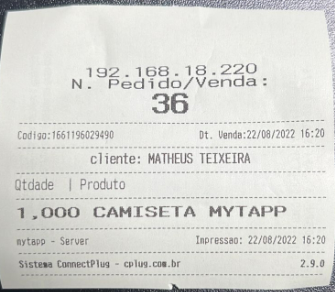 192.168.18.220
N. Pedido/Venda:
36
Codigo:1661196029490 Dt. Venda:22/08/2022 16:20
cliente: MATHEUS TEIXEIRA
Qtdade | Produto
1,000 CAMISETA MYTAPP
mytapp - Server Impressao: 22/08/2022 16:20
Sistema ConnectPlug - cplug.com.br 2.9.0